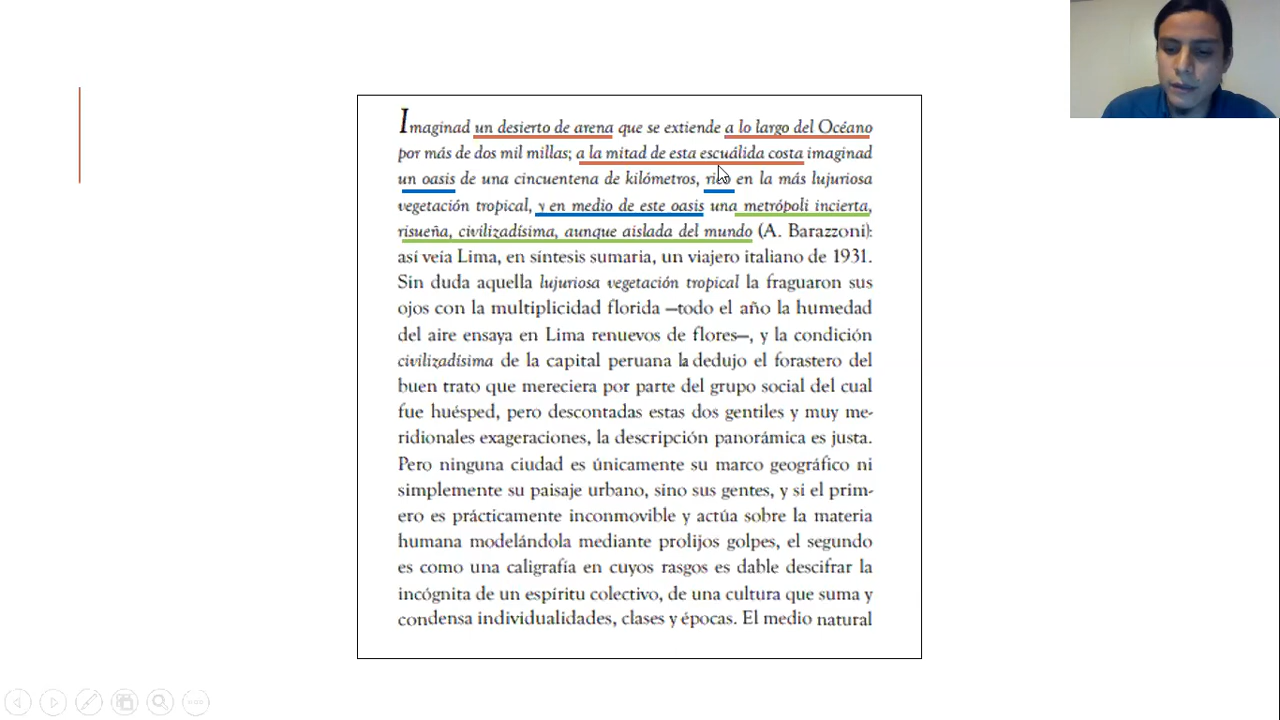 Imaginad un desierto de arena que se extiende a lo largo del Océano
por más de dos mil millas; a la mitad de esta escuálida costa imaginad
un oasis de una cincuentena de kilómetros, rico en la más lujuriosa
vegetación tropical, y en medio de este oasis una metrópoli incierta,
risueña, civilizadísima, aunque aislada del mundo (A. Barazzoni):
así veía Lima, en síntesis sumaria, un viajero italiano de 1931.
Sin duda aquella lujuriosa vegetación tropical la fraguaron sus
ojos con la multiplicidad florida —todo el año la humedad
del aire ensaya en Lima renuevos de flores—, y la condición
civilizadísima de la capital peruana la dedujo el forastero del
buen trato que mereciera por parte del grupo social del cual
fue huésped, pero descontadas estas dos gentiles y muy me-
ridionales exageraciones, la descripción panorámica es justa.
Pero ninguna ciudad es únicamente su marco geográfico ni
simplemente su paisaje urbano, sino sus gentes, y si el prim-
ero es prácticamente inconmovible y actúa sobre la materia
humana modelándola mediante prolijos golpes, el segundo
es como una caligrafía en cuyos rasgos es dable descifrar la
incógnita de un espíritu colectivo, de una cultura que suma y
condensa individualidades, clases y épocas. El medio natural